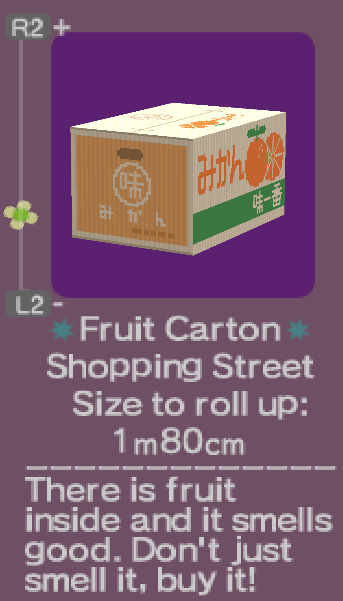 R2 +
味
みかん
みかん
味一番
L2 -
Fruit Carton
Shopping Street
Size to roll up:
1m80cm
There is fruit
inside and it smells
good. Don't just
smell it, buy it!